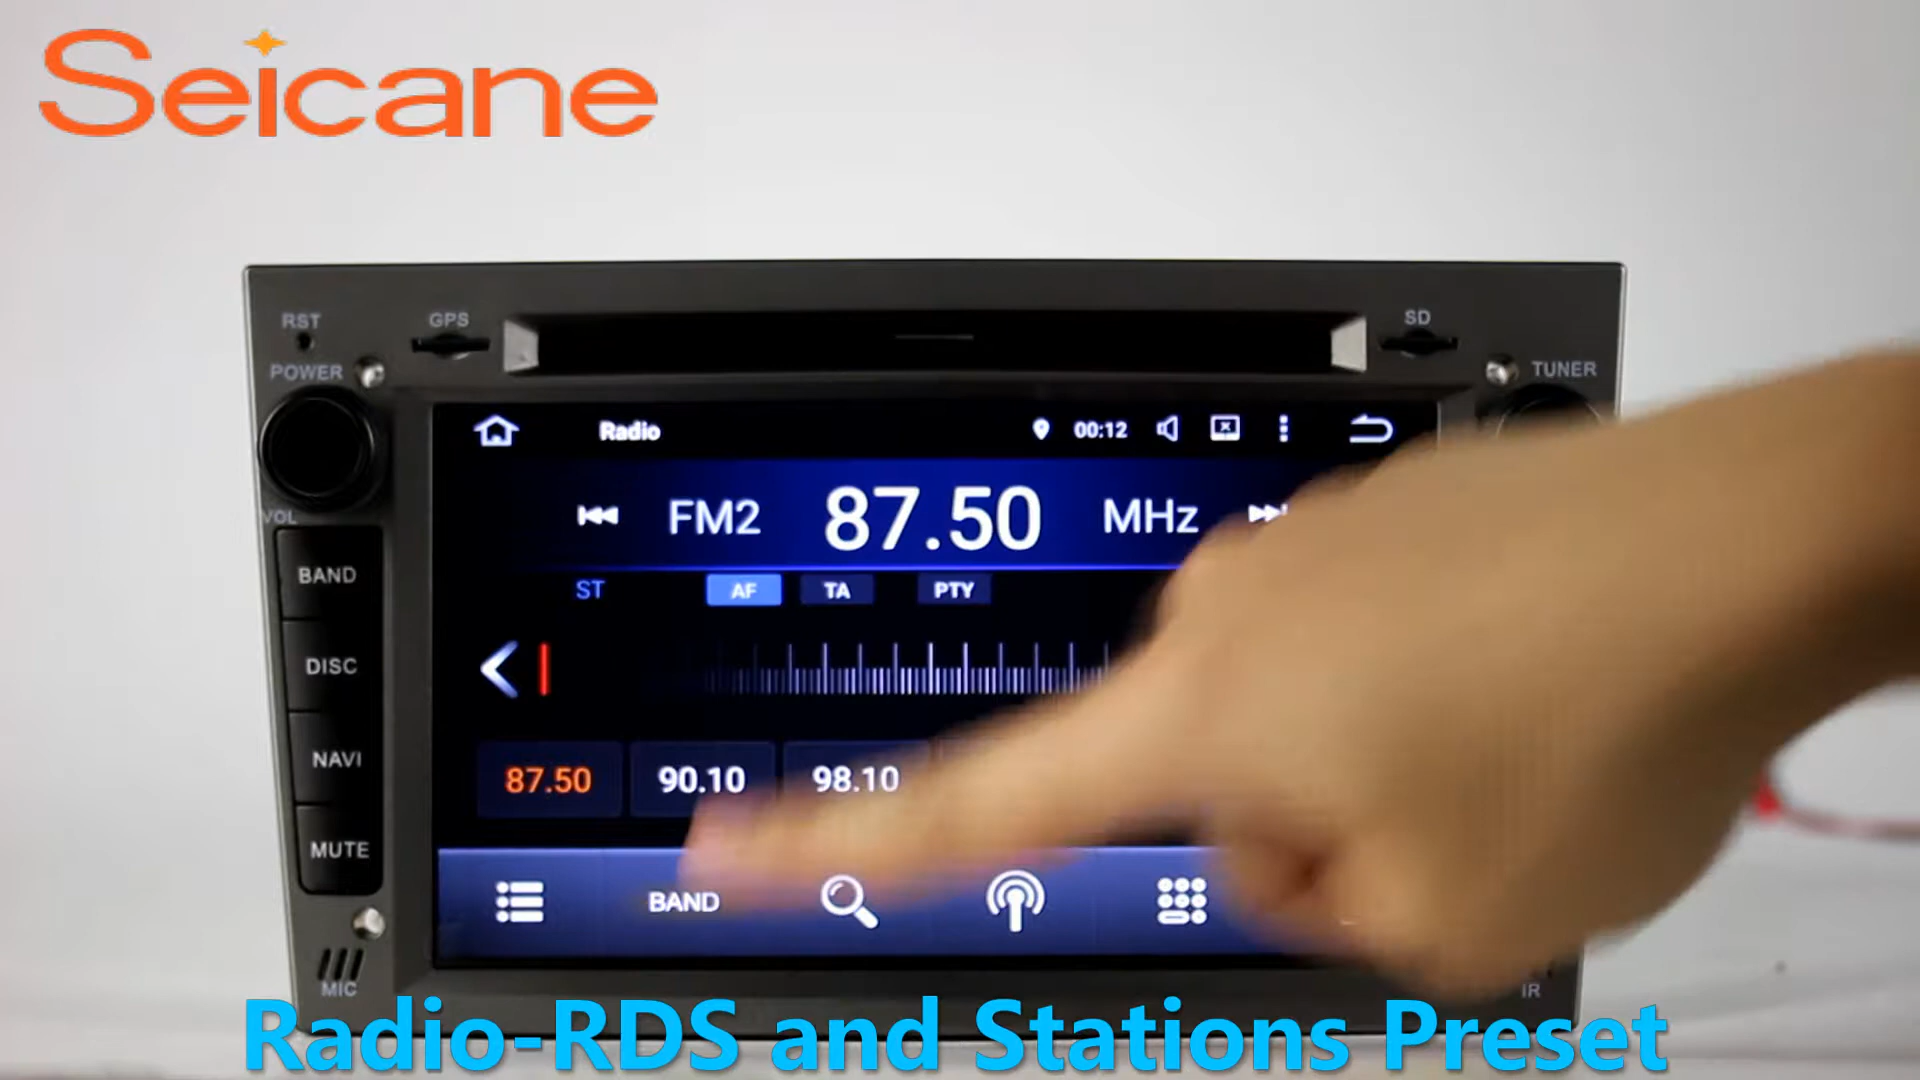 Seicane
RST
GPS
SD
POWER
TUNER
Radio
00:12
FM2 87.50 MHz
VOL
ST AF TA PTY
BAND
DISC
NAVI
MUTE
87.50 90.10 98.10
BAND
MIC
IR
Radio-RDS and Stations Preset